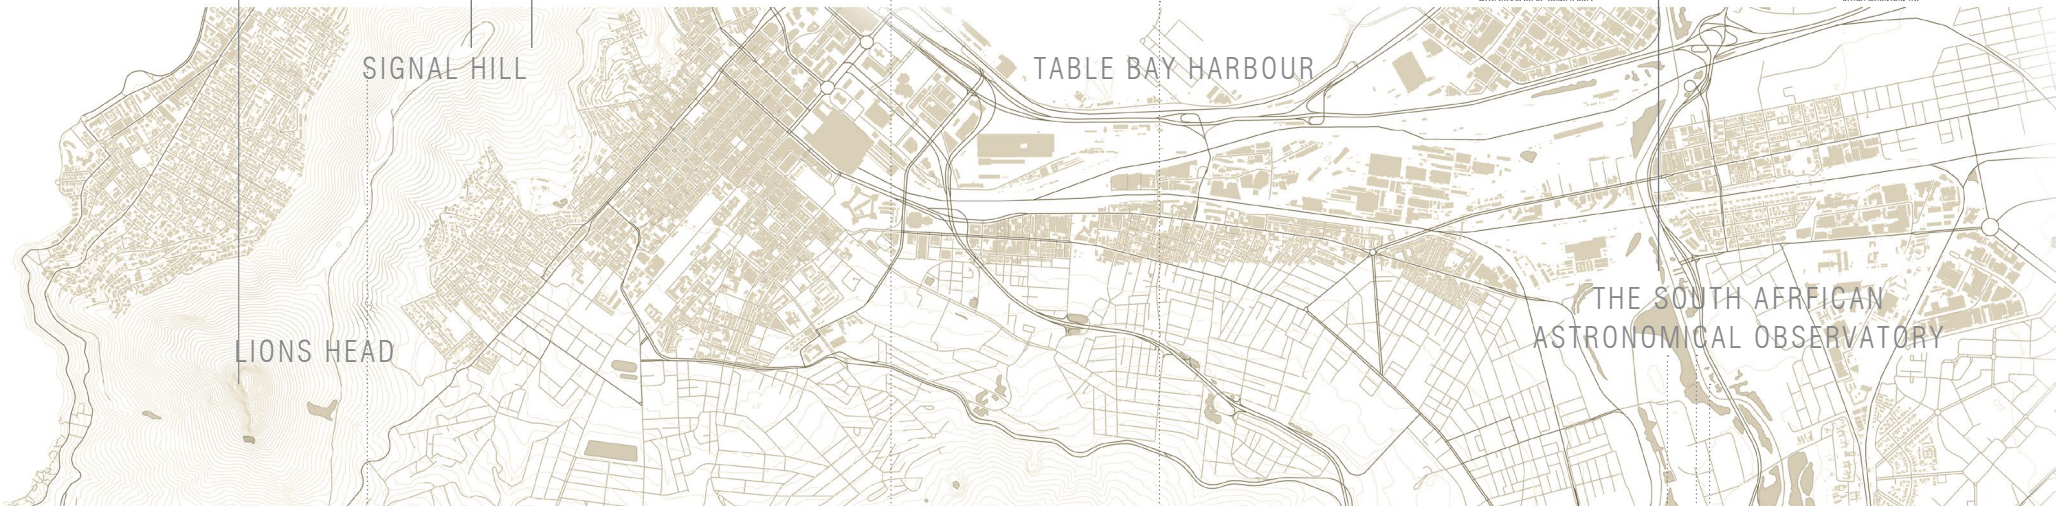 SIGNAL HILL
TABLE BAY HARBOUR
THE SOUTH AFRFICAN
ASTRONOMICAL OBSERVATORY
LIONS HEAD